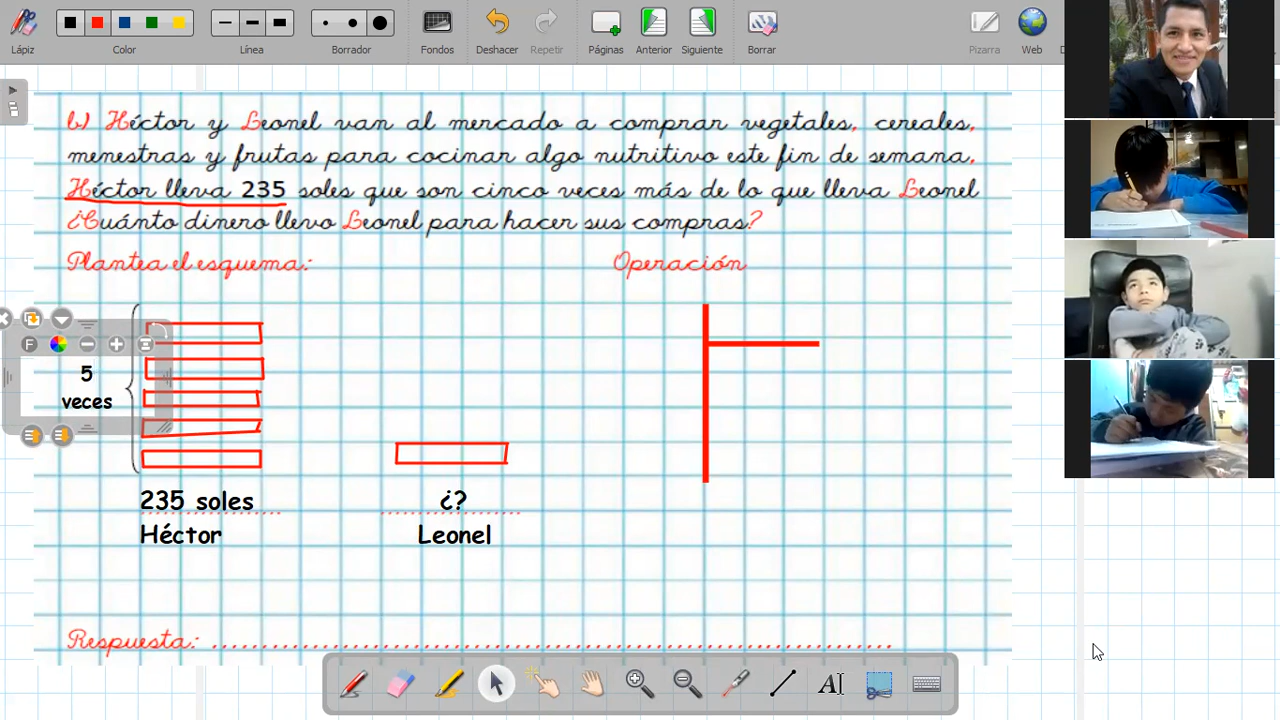 Lápiz
Color
Línea
Borrador
Fondos
Deshacer
Repetir
Páginas
Anterior
Siguiente
Borrar
Pizarra
Web
b) Héctor y Leonel van al mercado a comprar vegetales, cereales,
menestras y frutas para cocinar algo nutritivo este fin de semana,
Héctor lleva 235 soles que son cinco veces más de lo que lleva Leonel
¿Cuánto dinero llevo Leonel para hacer sus compras?
Plantea el esquema:
Operación
F
5
veces
235 soles
¿?
Héctor
Leonel
Respuesta: ........................................................................
AI